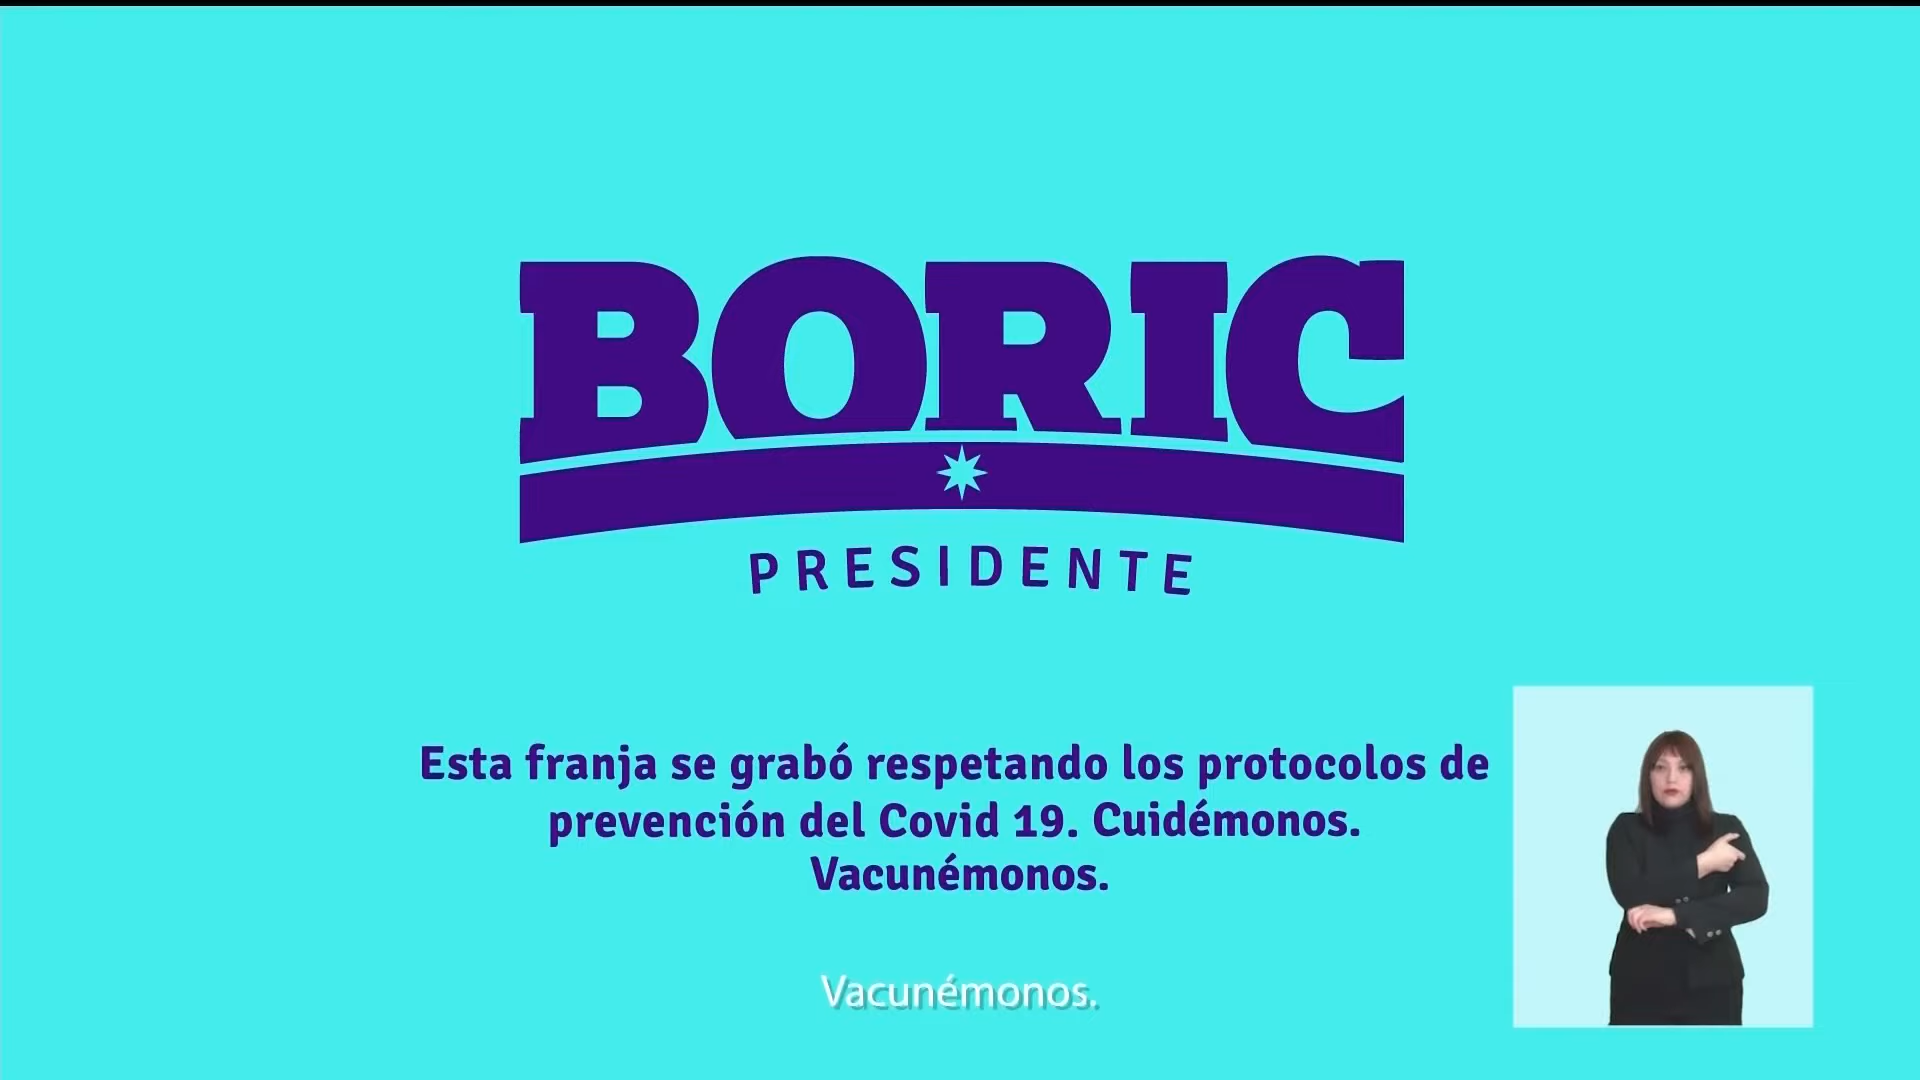 BORIC
PRESIDENTE
Esta franja se grabó respetando los protocolos de
prevención del Covid 19. Cuidémonos.
Vacunémonos.
Vacunémonos.